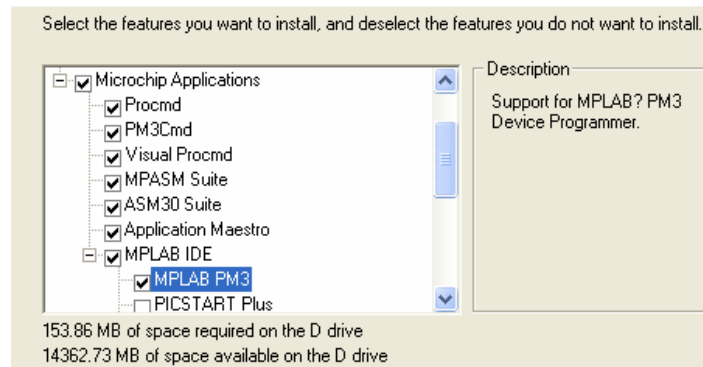 Select the features you want to install, and deselect the features you do not want to install.
Microchip Applications
Procmd
PM3Cmd
Visual Procmd
MPASM Suite
ASM30 Suite
Application Maestro
MPLAB IDE
MPLAB PM3
PICSTART Plus
Description
Support for MPLAB? PM3
Device Programmer.
153.86 MB of space required on the D drive
14362.73 MB of space available on the D drive